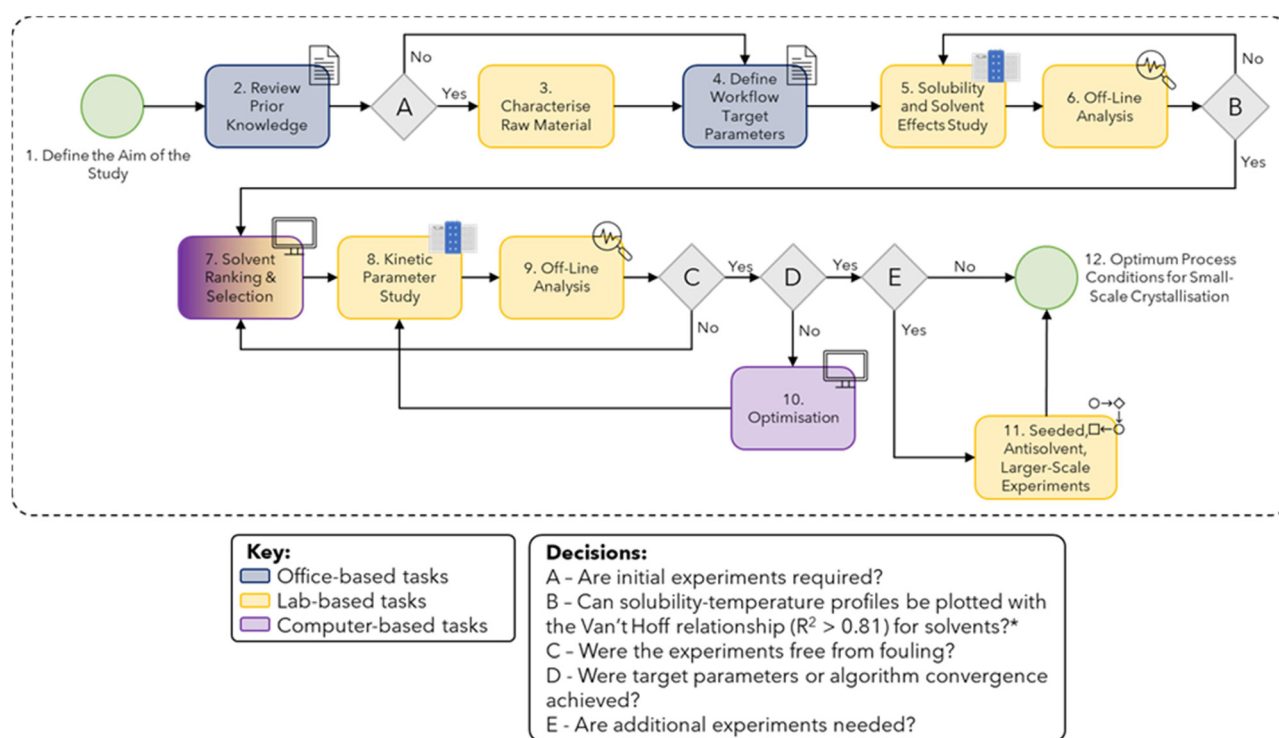 No
No
2. Review
Prior
Knowledge
A
Yes
3.
Characterise
Raw Material
4. Define
Workflow
Target
Parameters
5. Solubility
and Solvent
Effects Study
6. Off-Line
Analysis
B
1. Define the Aim of the
Study
Yes
7. Solvent
Ranking &
Selection
8. Kinetic
Parameter
Study
9. Off-Line
Analysis
C
Yes
D
Yes
E
No
12. Optimum Process
Conditions for Small-
Scale Crystallisation
No
No
Yes
10.
Optimisation
11. Seeded,
Antisolvent,
Larger-Scale
Experiments
Key:
Office-based tasks
Lab-based tasks
Computer-based tasks
Decisions:
A – Are initial experiments required?
B – Can solubility-temperature profiles be plotted with
the Van't Hoff relationship (R² > 0.81) for solvents?*
C – Were the experiments free from fouling?
D - Were target parameters or algorithm convergence
achieved?
E - Are additional experiments needed?